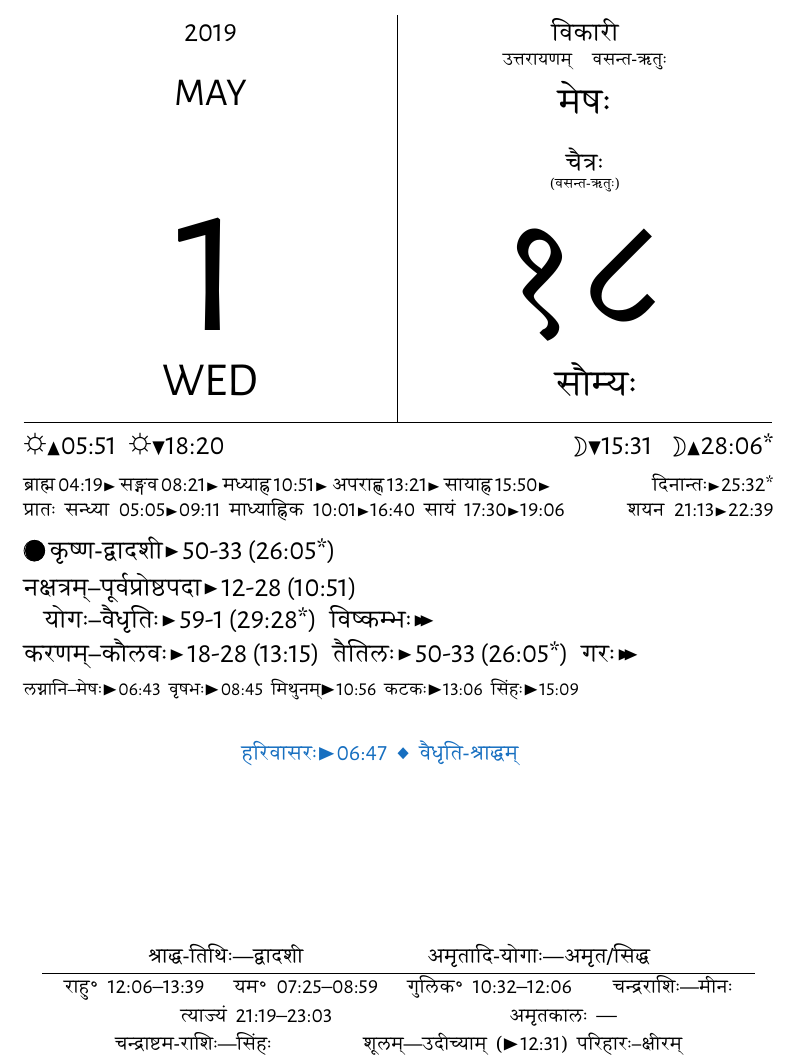 2019
MAY
1
WED
विकारी
उत्तरायणम् वसन्त-ऋतुः
मेषः
चैत्रः
(वसन्त-ऋतुः)
१८
सौम्यः
☼▲05:51 ☼▼18:20 ☽▼15:31 ☽▲28:06*
ब्राह्म 04:19► सङ्गव 08:21► मध्याह्न 10:51► अपराह्ण 13:21► सायाह्न 15:50► दिनान्तः►25:32*
प्रातः सन्ध्या 05:05►09:11 माध्याह्निक 10:01►16:40 सायं 17:30►19:06 शयन 21:13►22:39
●कृष्ण-द्वादशी►50-33 (26:05*)
नक्षत्रम्–पूर्वप्रोष्ठपदा►12-28 (10:51)
योगः–वैधृतिः►59-1 (29:28*) विष्कम्भः►►
करणम्–कौलवः►18-28 (13:15) तैतिलः►50-33 (26:05*) गरः►►
लग्नानि–मेषः►06:43 वृषभः►08:45 मिथुनम्►10:56 कटकः►13:06 सिंहः►15:09
हरिवासरः►06:47 ◆ वैधृति-श्राद्धम्
श्राद्ध-तिथिः—द्वादशी अमृतादि-योगाः—अमृत/सिद्ध
राहु॰ 12:06–13:39 यम॰ 07:25–08:59 गुलिक॰ 10:32–12:06 चन्द्रराशिः—मीनः
त्याज्यं 21:19–23:03 अमृतकालः —
चन्द्राष्टम-राशिः—सिंहः शूलम्—उदीच्याम् (►12:31) परिहारः–क्षीरम्